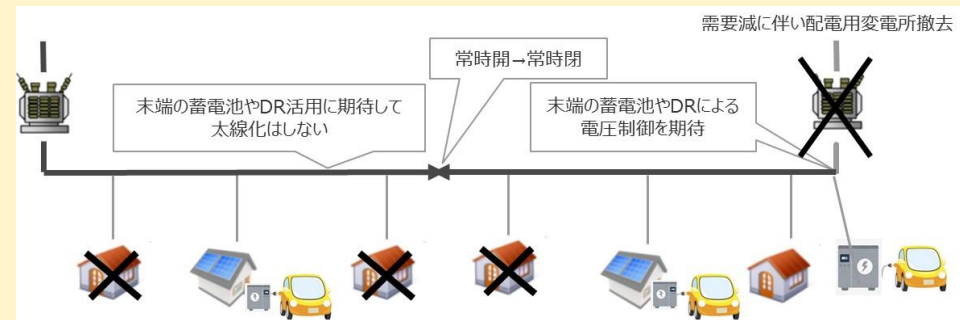 需要減に伴い配電用変電所撤去
常時開→常時閉
末端の蓄電池やDR活用に期待して
太線化はしない
末端の蓄電池やDRによる
電圧制御を期待